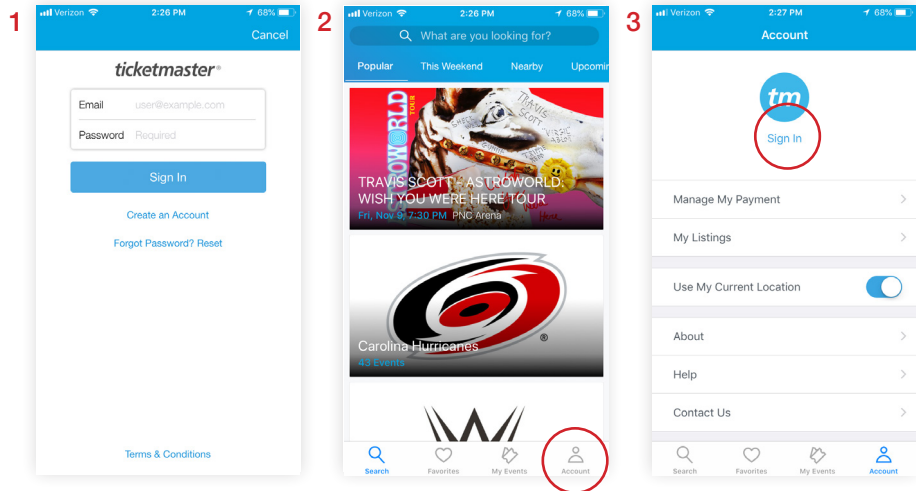 1
Verizon 2:26 PM 68%
Cancel
ticketmaster®
Email user@example.com
Password Required
Sign In
Create an Account
Forgot Password? Reset
Terms & Conditions
2
Verizon 2:26 PM 68%
What are you looking for?
Popular This Weekend Nearby Upcomin
ASTROWORLD
TOUR
TRAVIS SCOTT - ASTROWORLD:
WISH YOU WERE HERE TOUR
Fri, Nov 9, 7:30 PM PNC Arena
Carolina Hurricanes
®
43 Events
Search Favorites My Events Account
3
Verizon 2:27 PM 68%
Account
tm
Sign In
Manage My Payment
My Listings
Use My Current Location
About
Help
Contact Us
Search Favorites My Events Account